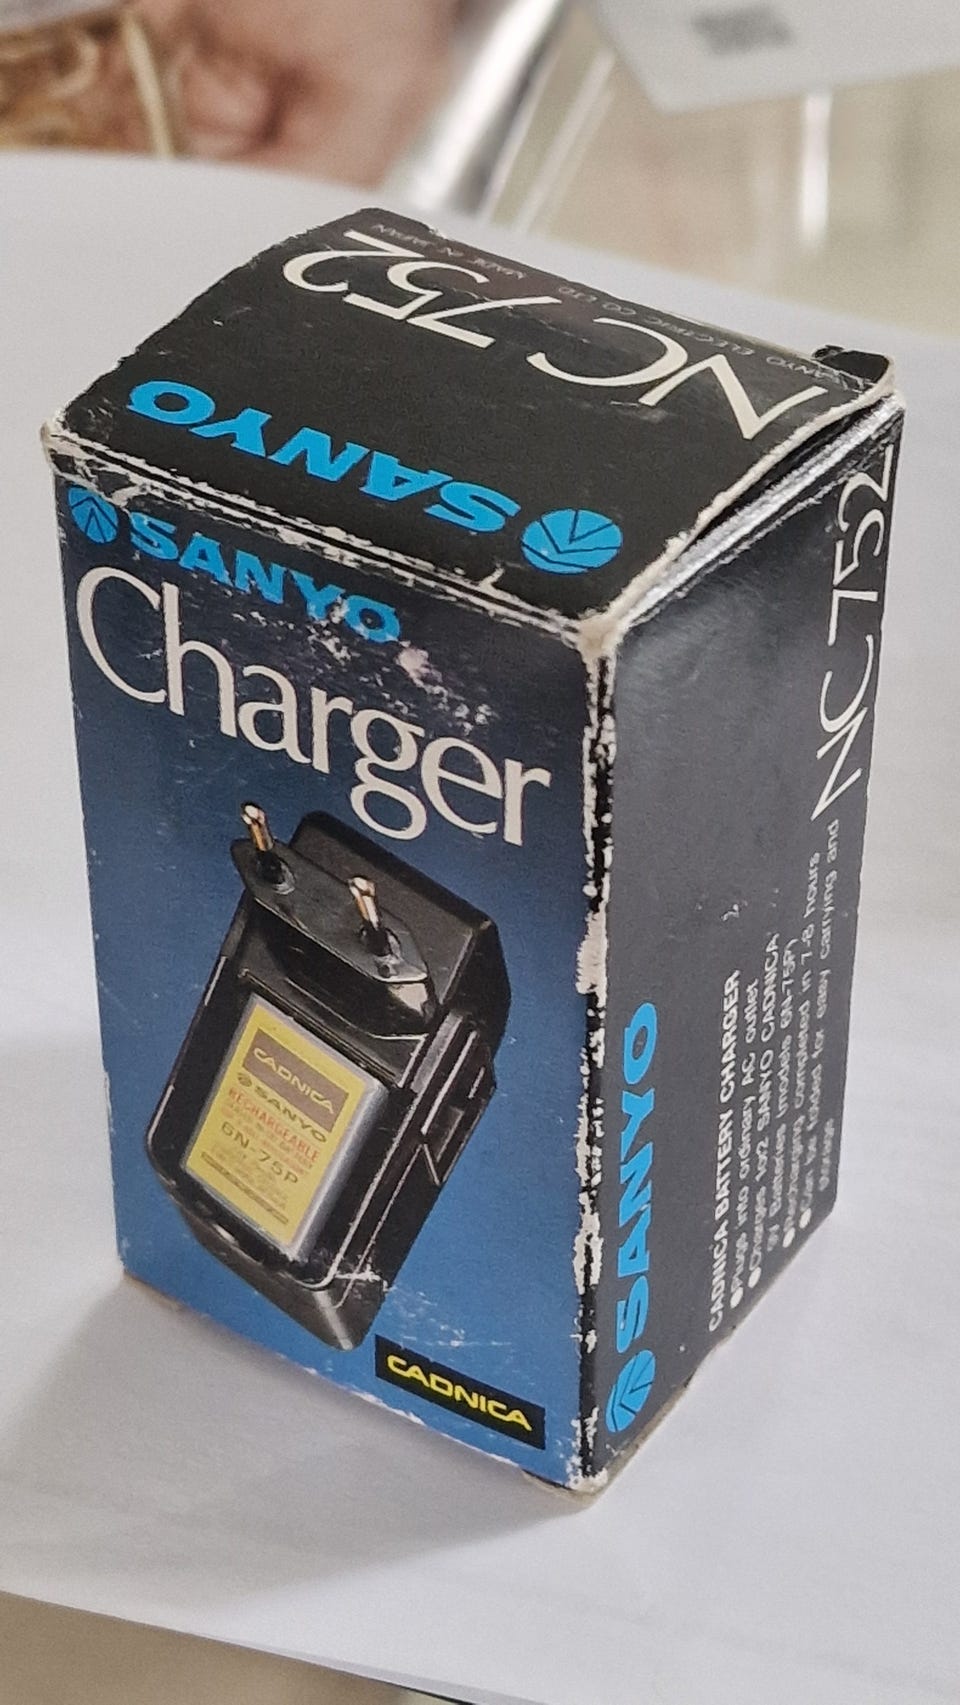 NC 752
SANYO ELECTRIC CO., LTD. MADE IN JAPAN
SANYO
SANYO
Charger
CADNICA
SANYO
RECHARGEABLE
6N-75P
CADNICA
NC 752
SANYO
CADNICA BATTERY CHARGER
●Plugs into ordinary AC outlet
●Charges 1or2 SANYO CADNICA
9V Batteries (models 6N-75P)
●Recharging completed in 7-8 hours
●Can be folded for easy carrying and
storage